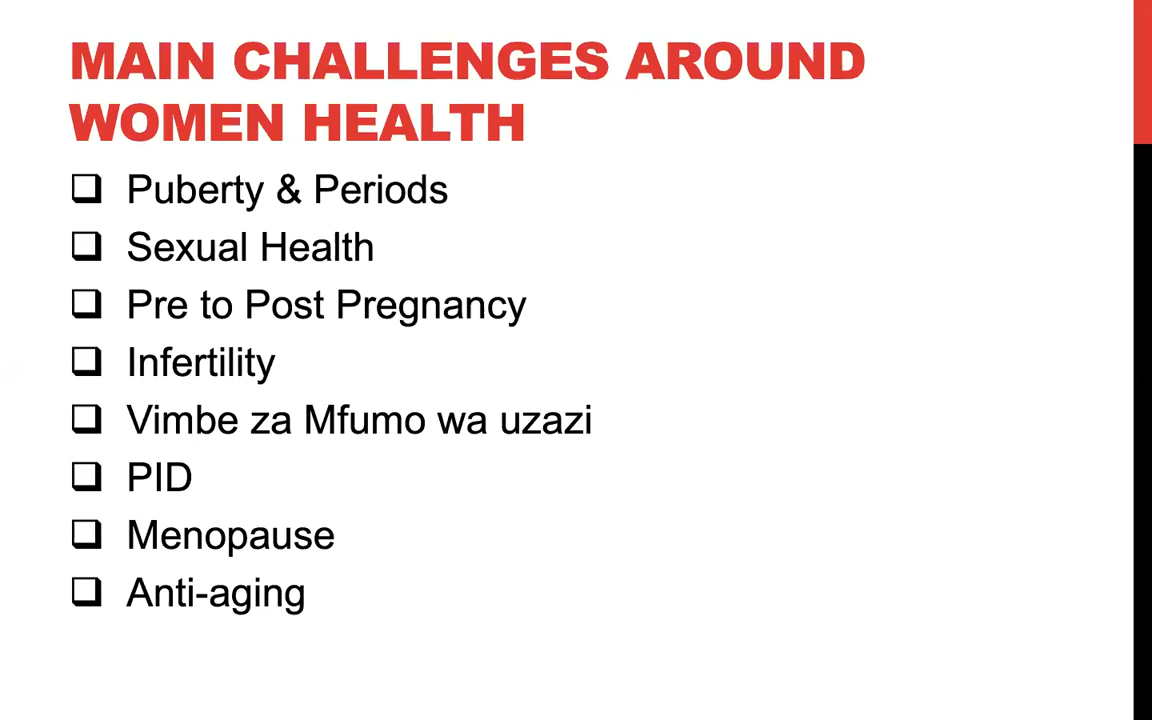 MAIN CHALLENGES AROUND
WOMEN HEALTH
Puberty & Periods
Sexual Health
Pre to Post Pregnancy
Infertility
Vimbe za Mfumo wa uzazi
PID
Menopause
Anti-aging